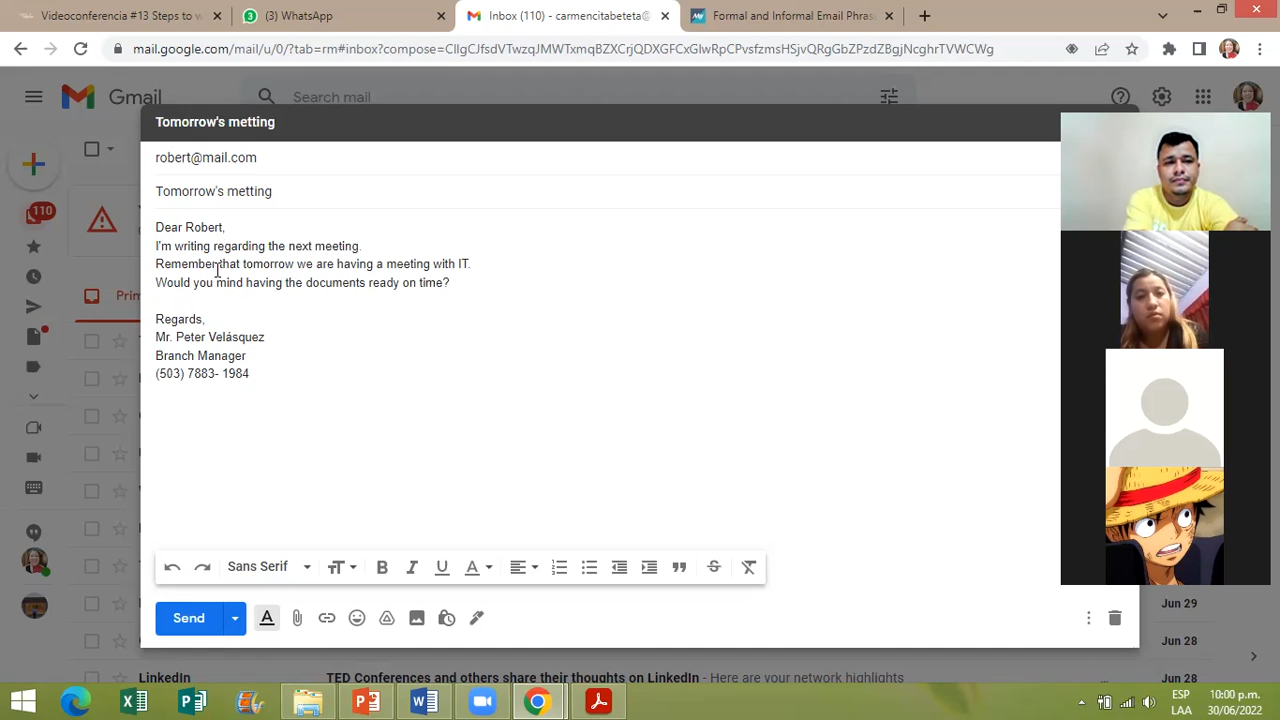 Videoconferencia #13 Steps to w
(3) WhatsApp
Inbox (110) - carmencitabeteta@
Formal and Informal Email Phras
mail.google.com/mail/u/0/?tab=rm#inbox?compose=CllgCJfsdVTwzqJMWTxmqBZXCrjQDXGFCxGlwRpCPvsfzmsHSjvQRgGbZPzdZBgjNcghrTVWCWg
Gmail
Search mail
Tomorrow's metting
robert@mail.com
Tomorrow's metting
110
Dear Robert,
I'm writing regarding the next meeting.
Remember that tomorrow we are having a meeting with IT.
Would you mind having the documents ready on time?
Prim
Regards,
Mr. Peter Velásquez
Branch Manager
(503) 7883- 1984
Sans Serif
Send
Jun 29
Jun 28
LinkedIn
TED Conferences and others share their thoughts on LinkedIn - Here are your network highlights
Jun 28
ESP
LAA
10:00 p.m.
30/06/2022